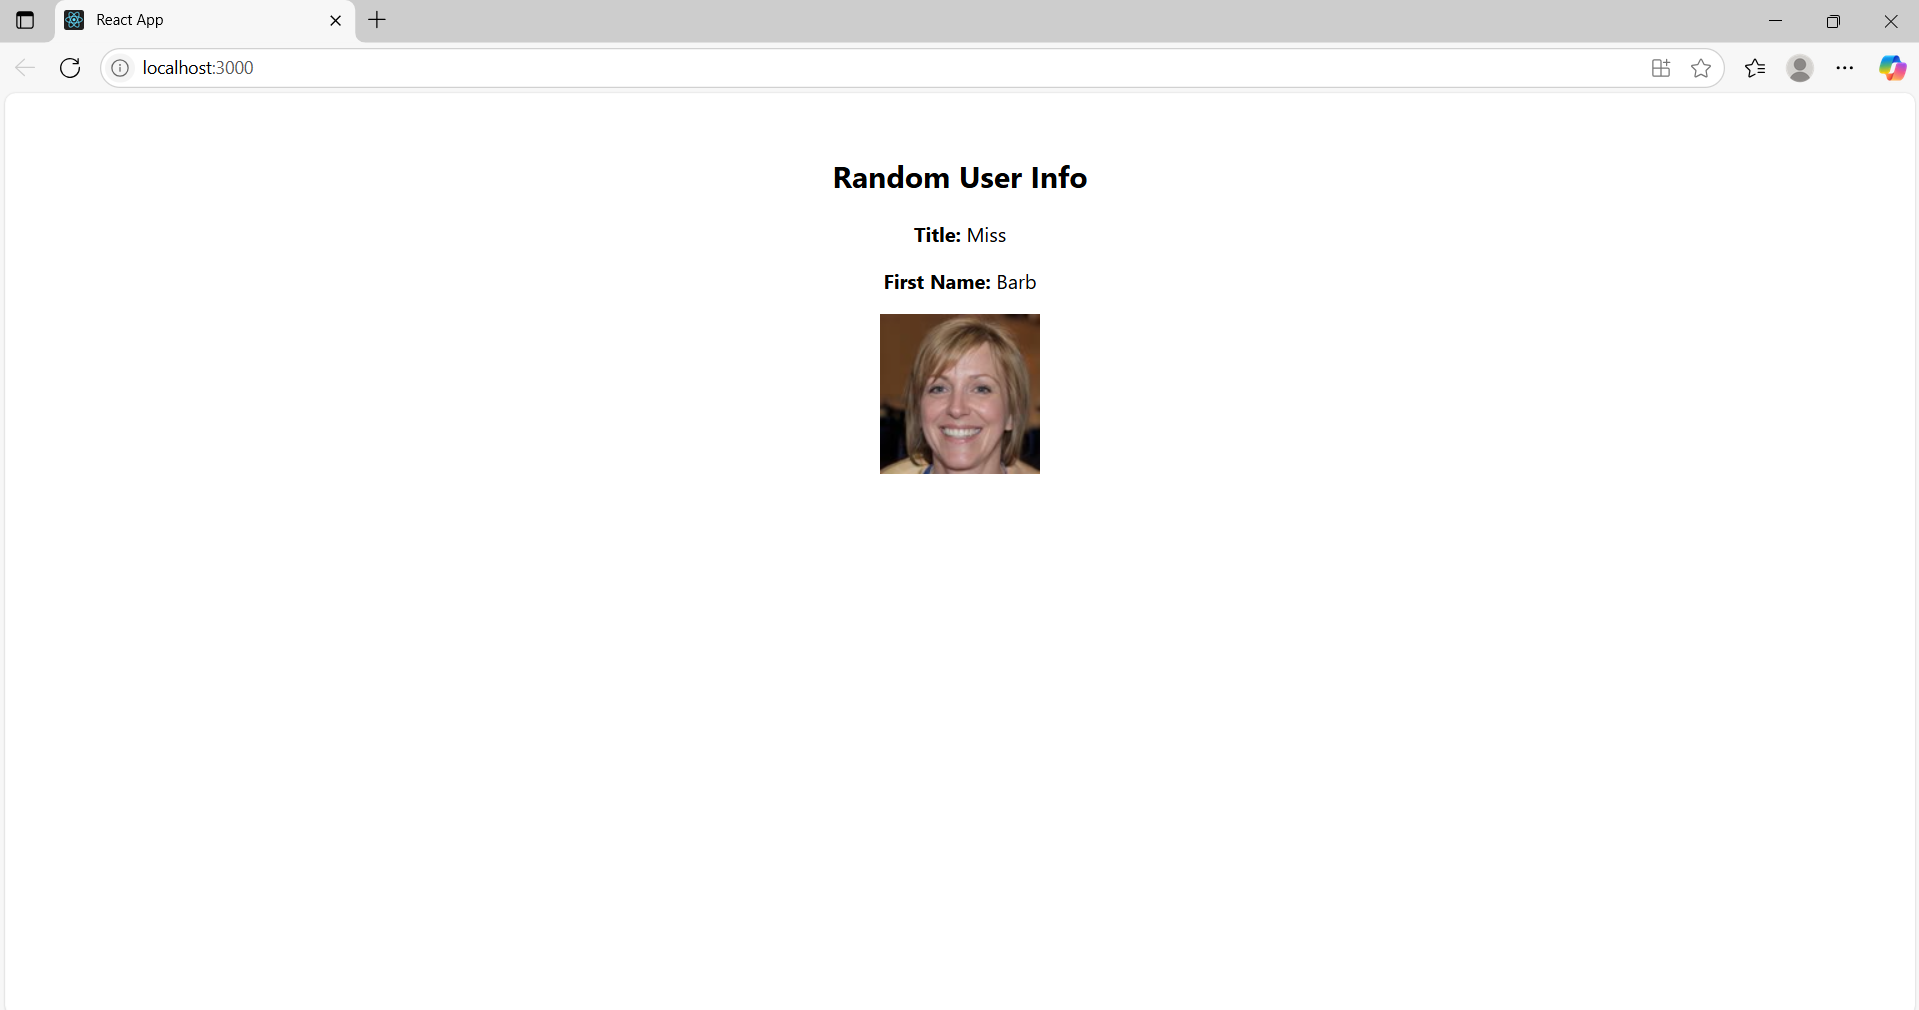 React App
localhost:3000
Random User Info
Title: Miss
First Name: Barb